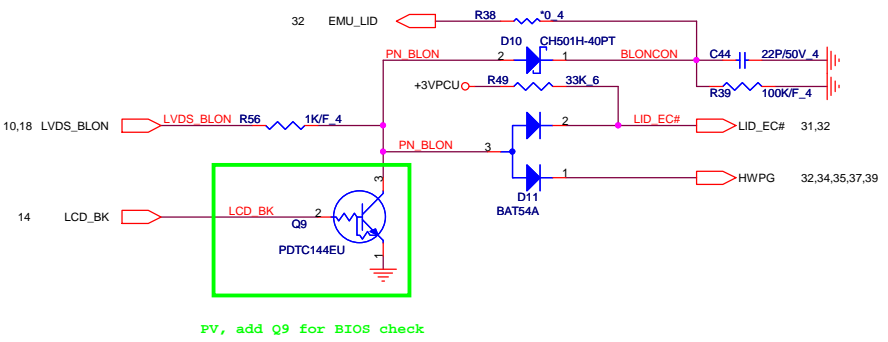 32 EMU_LID R38 *0_4
PN_BLON 2 D10 CH501H-40PT 1 BLONCON C44 22P/50V_4
+3VPCU R49 33K_6 R39 100K/F_4
10,18 LVDS_BLON LVDS_BLON R56 1K/F_4 2 LID_EC# LID_EC# 31,32
PN_BLON 3
3 1 HWPG 32,34,35,37,39
D11
BAT54A
14 LCD_BK LCD_BK 2
Q9
PDTC144EU
1
PV, add Q9 for BIOS check